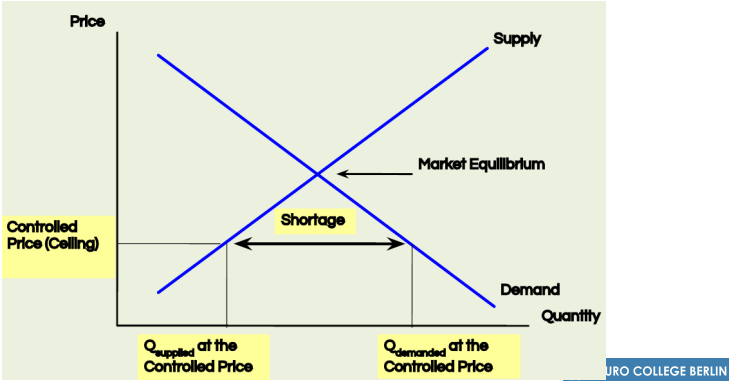 Price
Supply
Market Equilibrium
Shortage
Controlled
Price (Ceiling)
Demand
Quantity
Qsupplied at the
Controlled Price
Qdemanded at the
Controlled Price
COLLEGE BERLIN